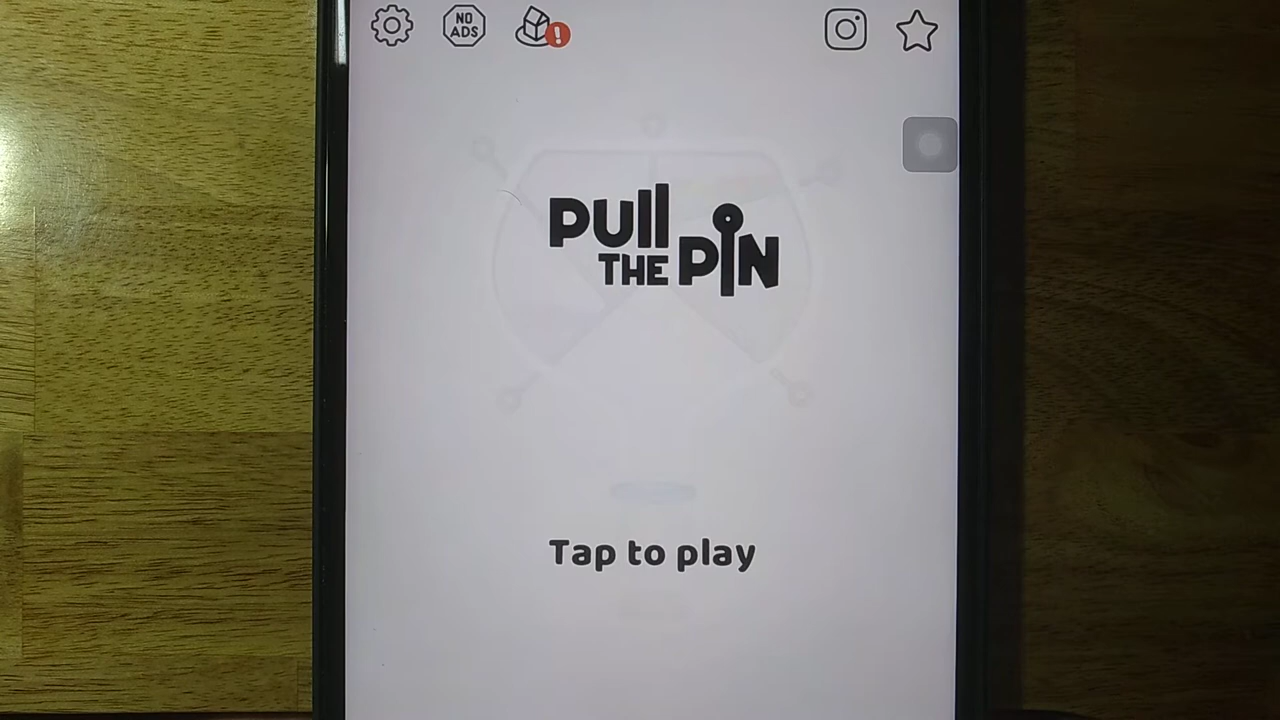 NO
ADS
PUll
THE PIN
Tap to play